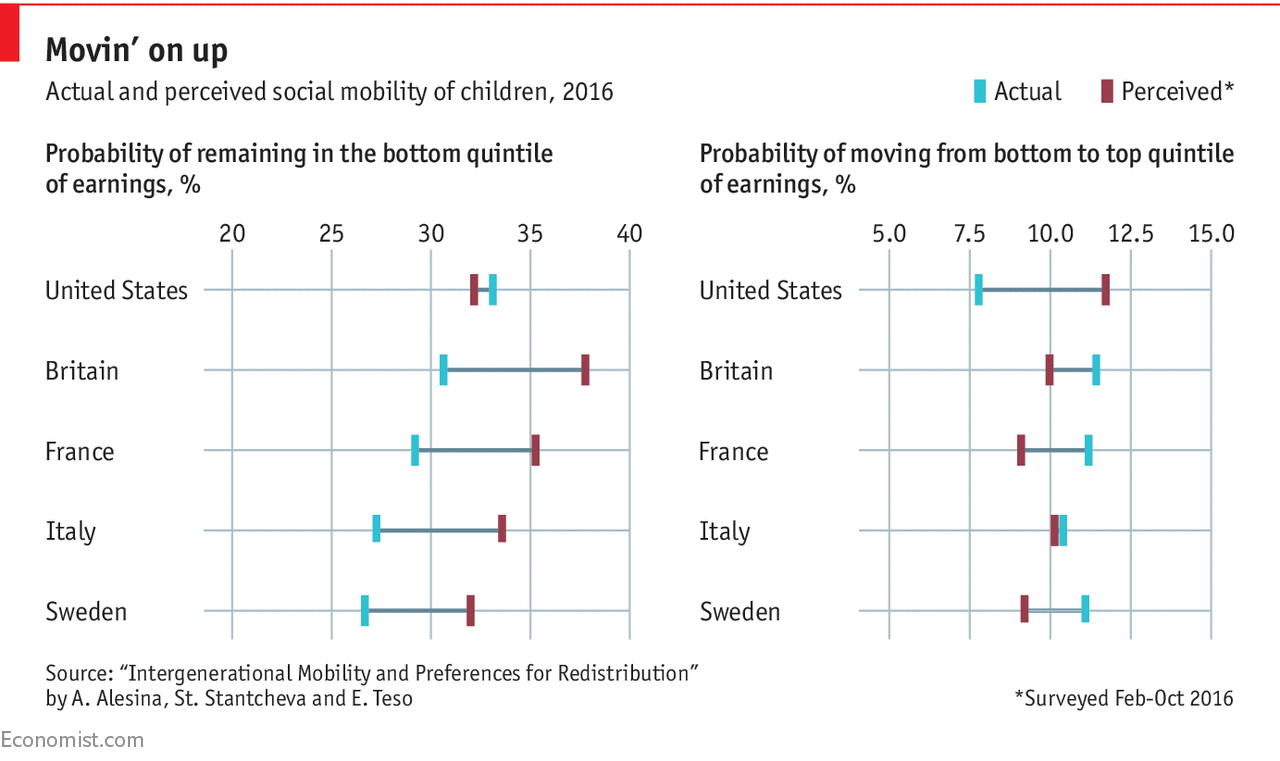 Movin’ on up
Actual and perceived social mobility of children, 2016
Actual
Perceived*
Probability of remaining in the bottom quintile
of earnings, %
20 25 30 35 40
United States
Britain
France
Italy
Sweden
Probability of moving from bottom to top quintile
of earnings, %
5.0 7.5 10.0 12.5 15.0
United States
Britain
France
Italy
Sweden
Source: “Intergenerational Mobility and Preferences for Redistribution”
by A. Alesina, St. Stantcheva and E. Teso
*Surveyed Feb-Oct 2016
Economist.com